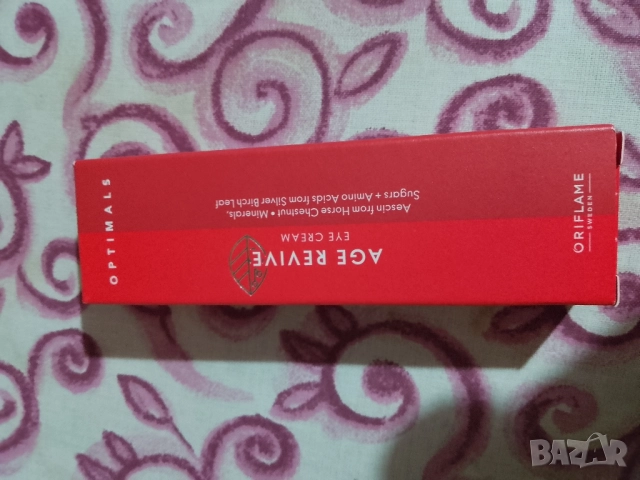 OPTIMALS
AGE REVIVE
EYE CREAM
Aescin from Horse Chestnut • Minerals,
Sugars + Amino Acids from Silver Birch Leaf
ORIFLAME
SWEDEN
BAZAR